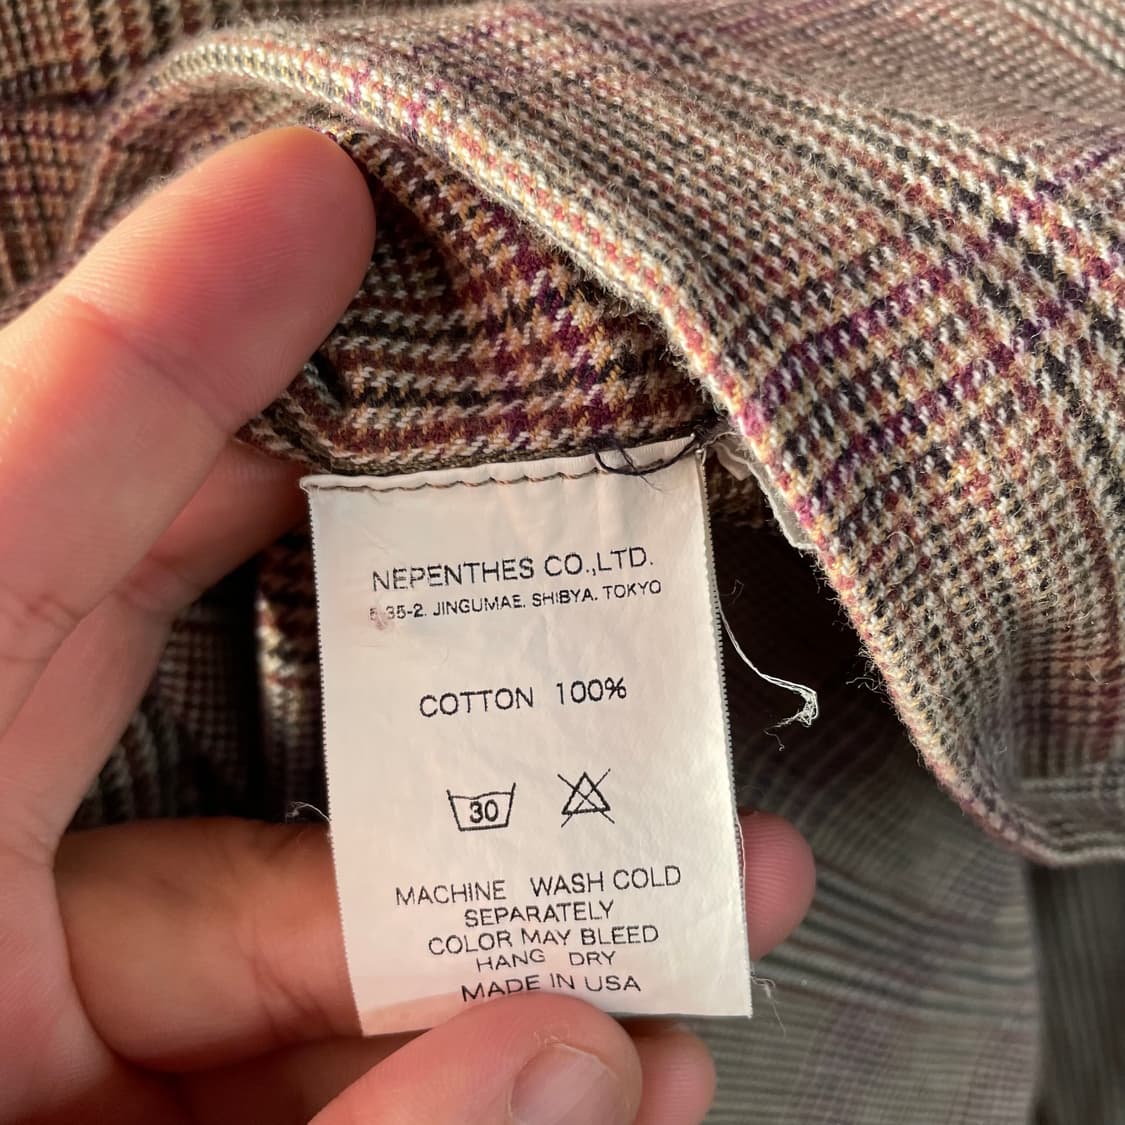 NEPENTHES CO.,LTD.
5-35-2. JINGUMAE. SHIBYA. TOKYO
COTTON 100%
30
MACHINE WASH COLD
SEPARATELY
COLOR MAY BLEED
HANG DRY
MADE IN USA